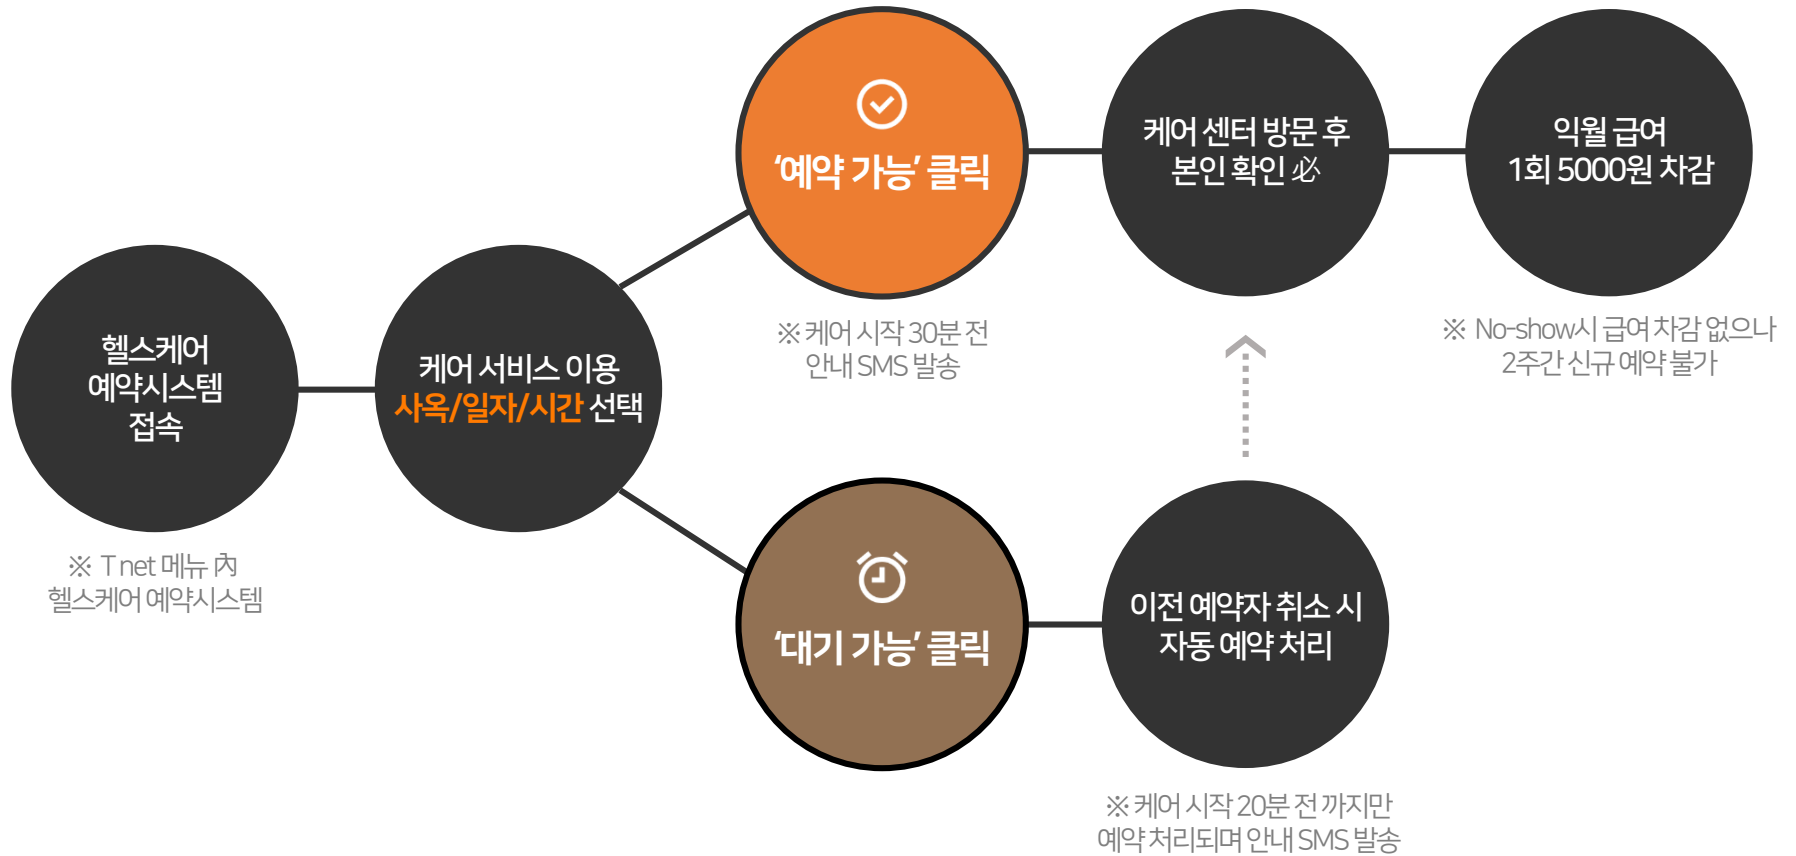 헬스케어
예약시스템
접속
※ T net 메뉴 內
헬스케어 예약시스템
케어 서비스 이용
사옥/일자/시간 선택
‘예약 가능’ 클릭
※ 케어 시작 30분 전
안내 SMS 발송
케어 센터 방문 후
본인 확인 必
익월 급여
1회 5000원 차감
※ No-show시 급여 차감 없으나
2주간 신규 예약 불가
‘대기 가능’ 클릭
이전 예약자 취소 시
자동 예약 처리
※ 케어 시작 20분 전 까지만
예약 처리되며 안내 SMS 발송